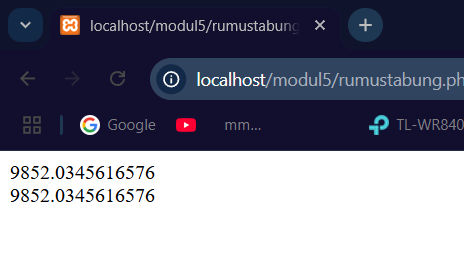 localhost/modul5/rumustabung
localhost/modul5/rumustabung.ph
Google
mm...
TL-WR840
9852.0345616576
9852.0345616576